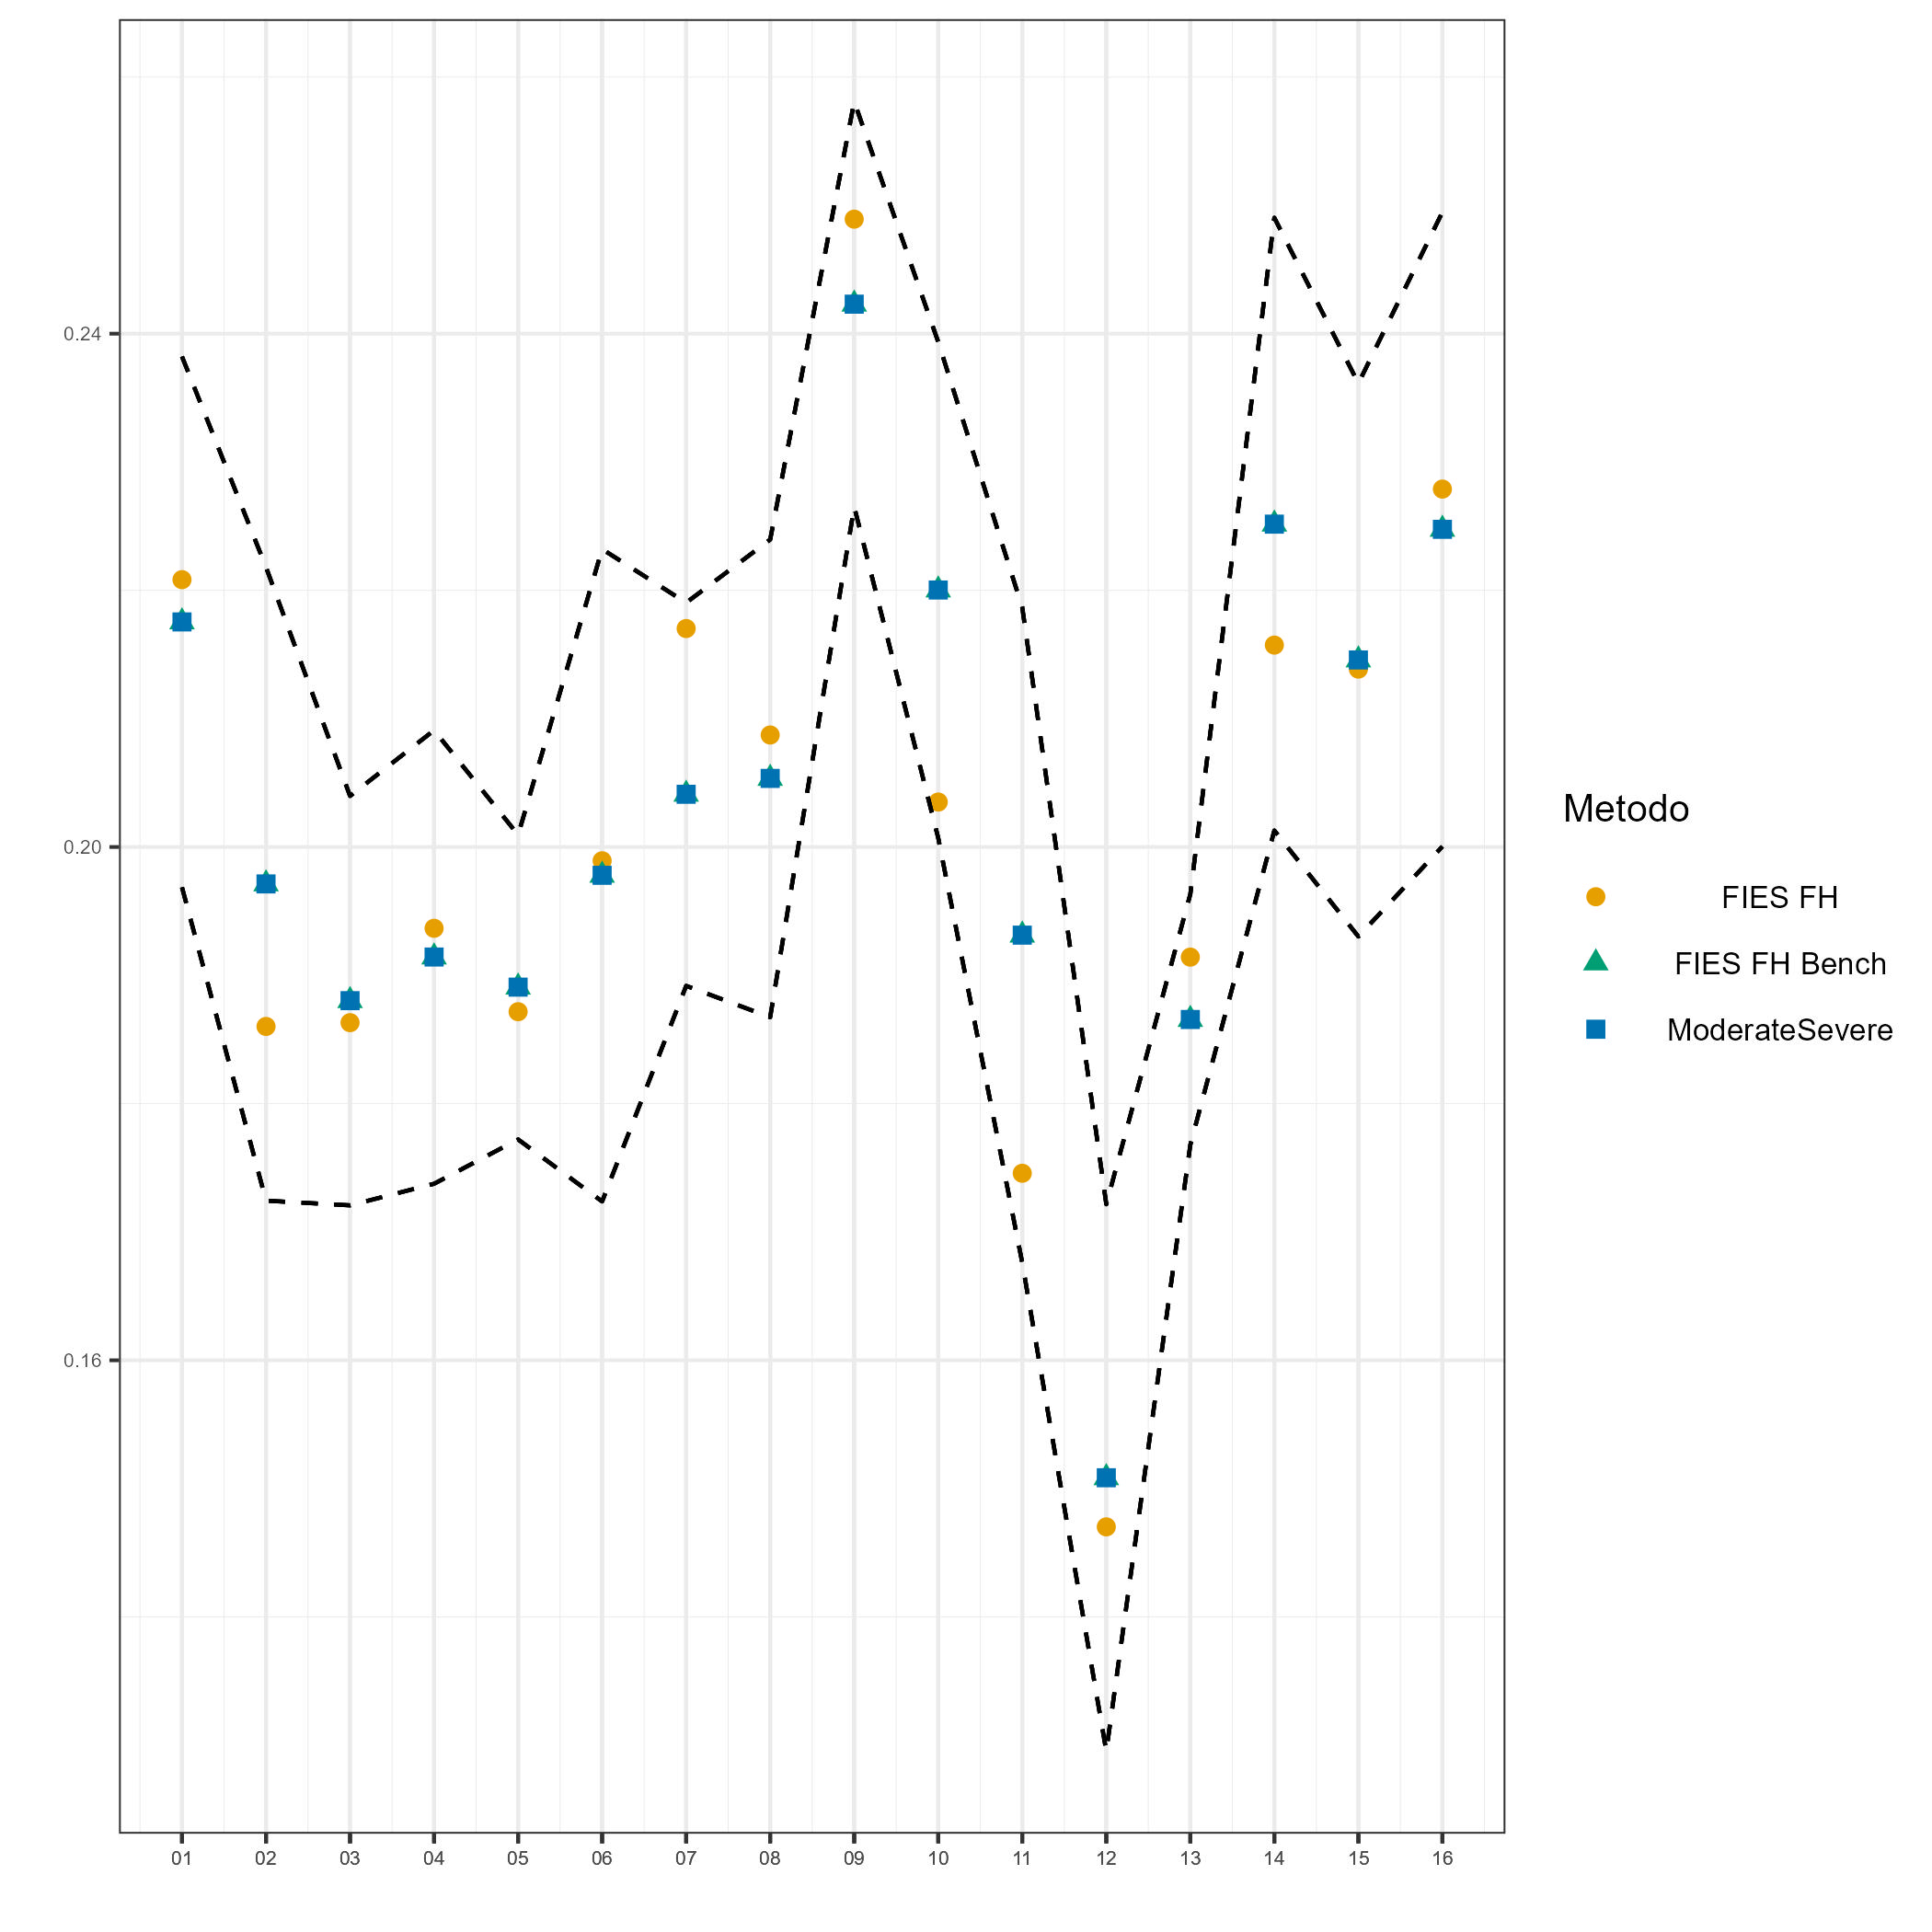 0.24
0.20
0.16
01 02 03 04 05 06 07 08 09 10 11 12 13 14 15 16
Metodo
FIES FH
FIES FH Bench
ModerateSevere